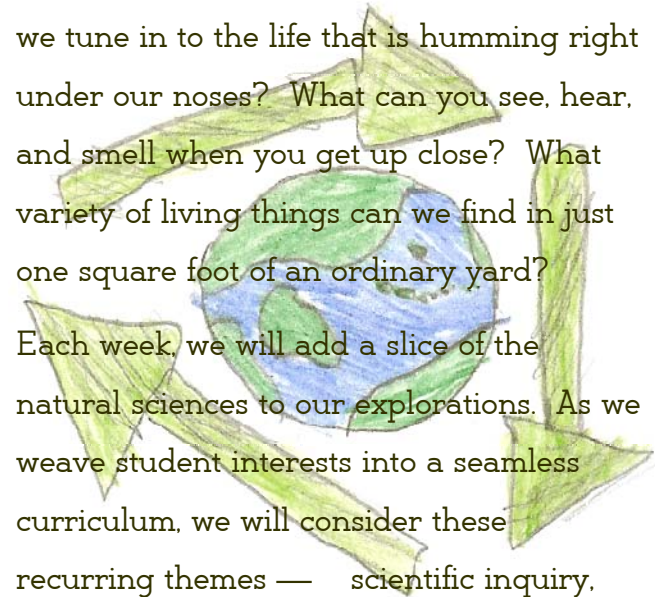 we tune in to the life that is humming right
under our noses?  What can you see, hear,
and smell when you get up close?  What
variety of living things can we find in just
one square foot of an ordinary yard?
Each week, we will add a slice of the
natural sciences to our explorations.  As we
weave student interests into a seamless
curriculum, we will consider these
recurring themes —   scientific inquiry,